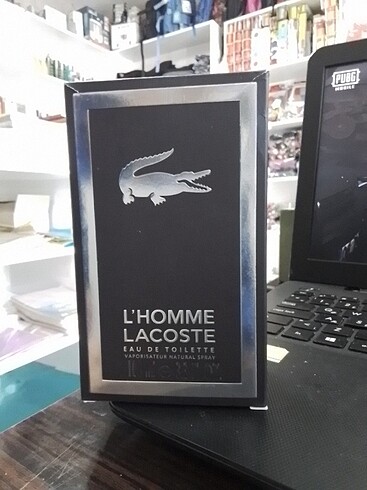 PUBG
MOBILE
L'HOMME
LACOSTE
EAU DE TOILETTE
VAPORISATEUR NATURAL SPRAY